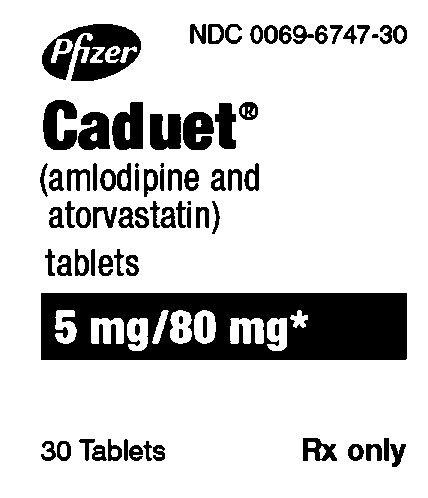 Pfizer
NDC 0069-6747-30
Caduet®
(amlodipine and
atorvastatin)
tablets
5 mg/80 mg*
30 Tablets
Rx only